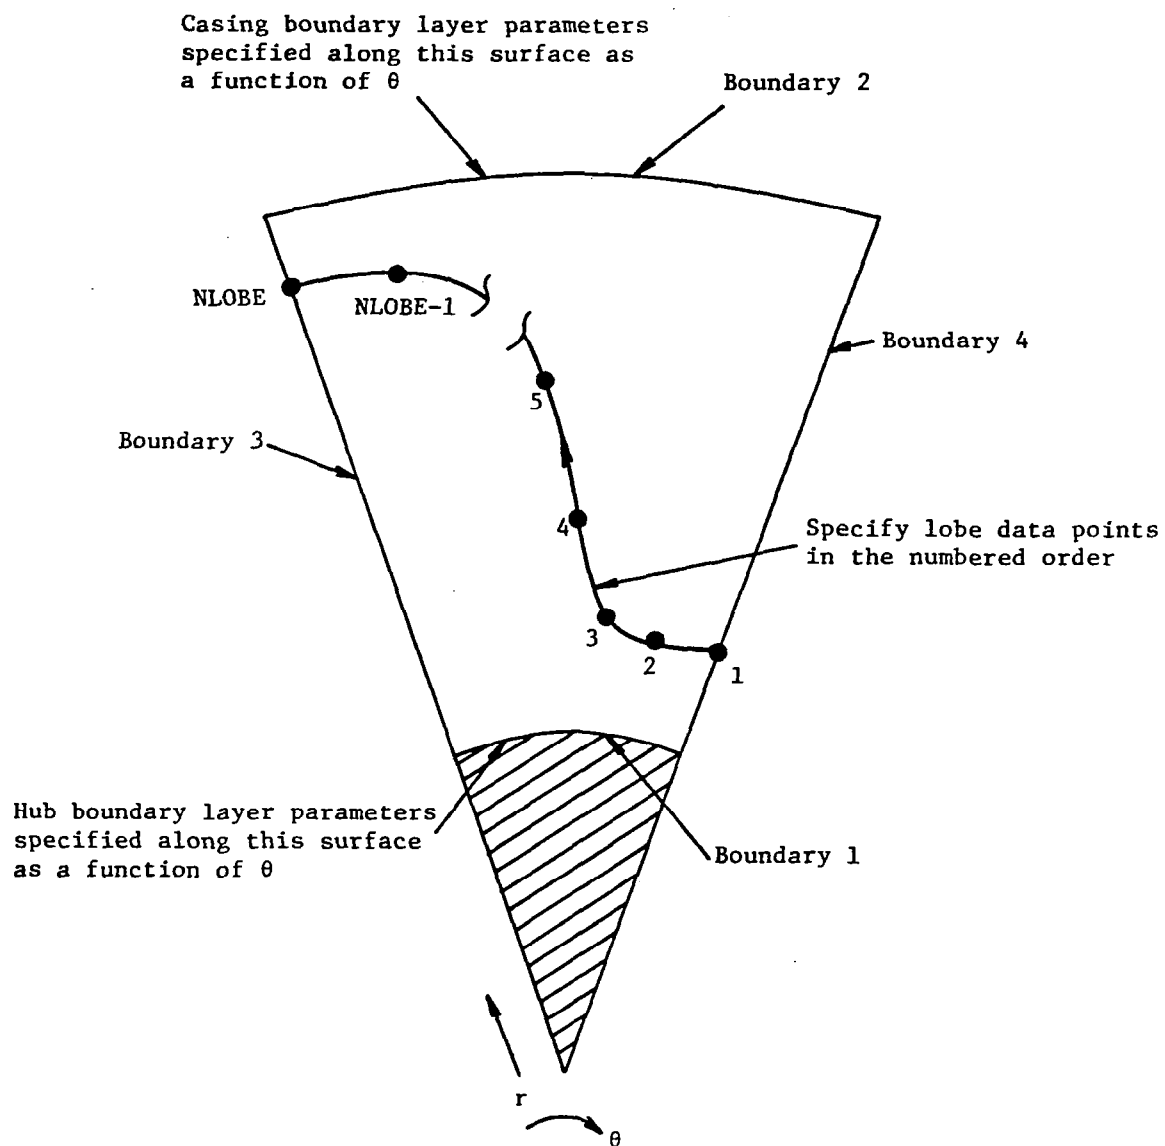 Casing boundary layer parameters
specified along this surface as
a function of θ
Boundary 2
NLOBE
NLOBE-1
Boundary 4
5
Boundary 3
4
Specify lobe data points
in the numbered order
3
2
1
Hub boundary layer parameters
specified along this surface
as a function of θ
Boundary 1
r
θ